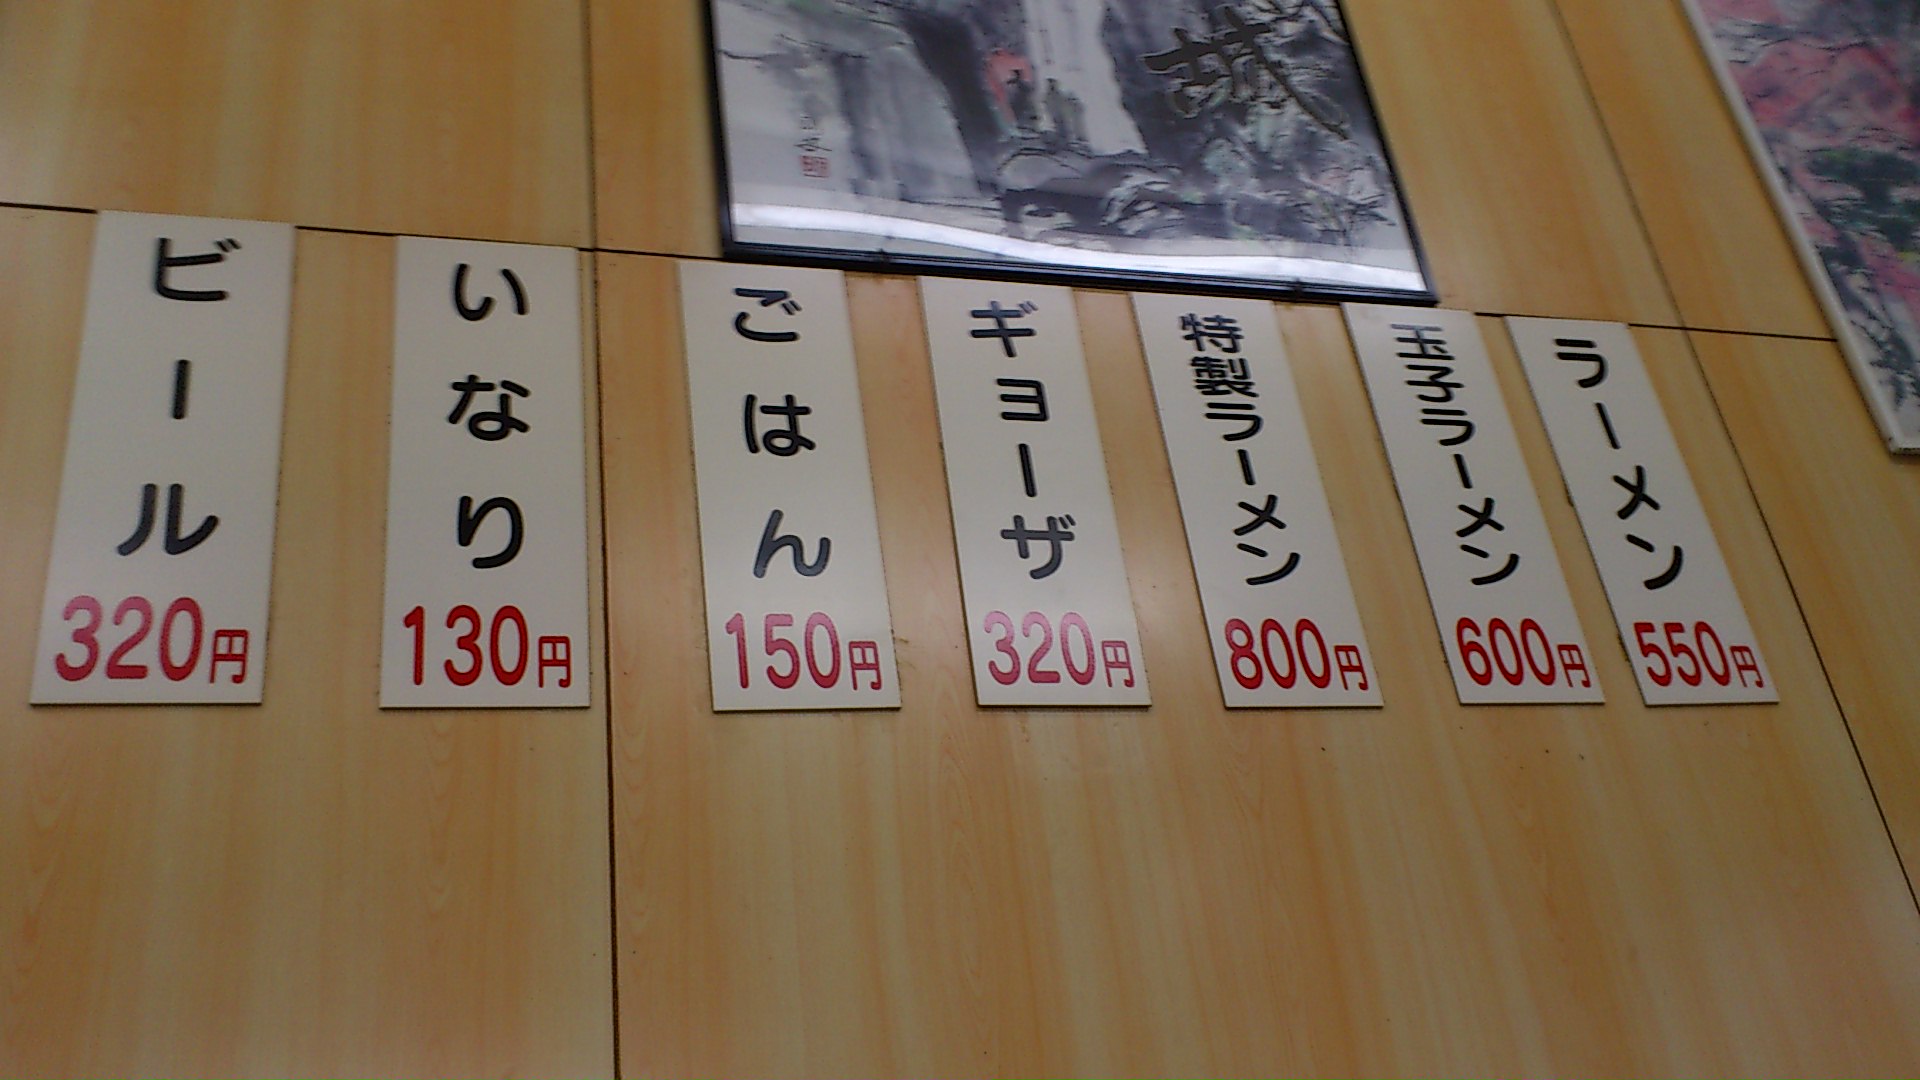 誠
ラーメン
550円
玉子ラーメン
600円
特製ラーメン
800円
ギョーザ
320円
ごはん
150円
いなり
130円
ビール
320円